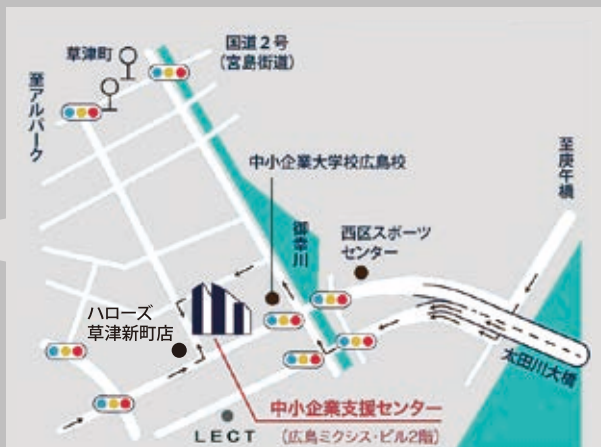 国道２号
（宮島街道）
草津町
至アルパーク
中小企業大学校広島校
至庚午橋
御幸川
西区スポーツ
センター
ハローズ
草津新町店
太田川大橋
中小企業支援センター
（広島ミクシス・ビル2階）
LECT